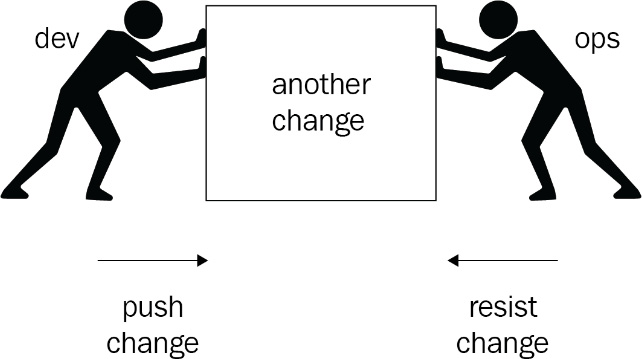 dev
ops
another
change
push
change
resist
change